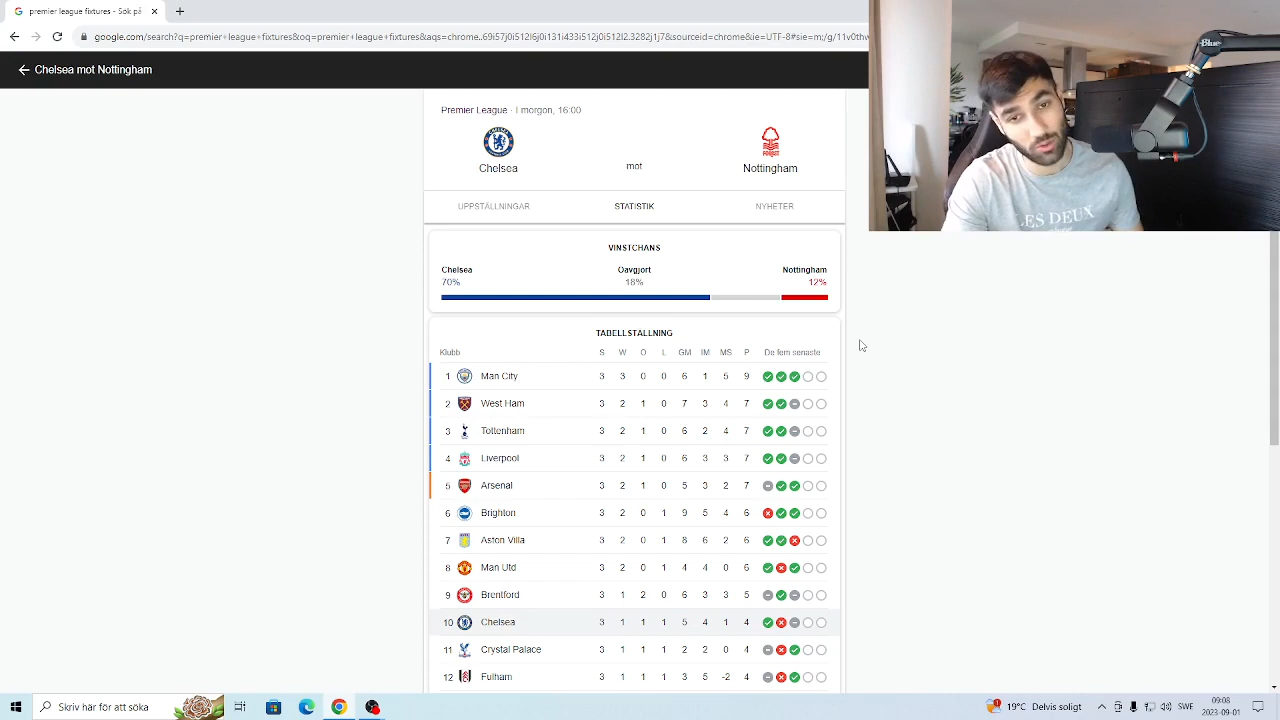 premier league fixtures - Sök på
google.com/search?q=premier+league+fixtures&oq=premier+league+fixtures&aqs=chrome..69i57j0i512l6j0i131i433i512j0i512l2.3282j1j7&sourceid=chrome&ie=UTF-8#sie=m;/g/11v0thv
Chelsea mot Nottingham
Premier League · I morgon, 16:00
Chelsea mot Nottingham
UPPSTÄLLNINGAR STATISTIK NYHETER
VINSTCHANS
Chelsea Oavgjort Nottingham
70% 18% 12%
TABELLSTÄLLNING
Klubb S W O L GM IM MS P De fem senaste
1 Man City 3 3 0 0 6 1 5 9
2 West Ham 3 2 1 0 7 3 4 7
3 Tottenham 3 2 1 0 6 2 4 7
4 Liverpool 3 2 1 0 6 3 3 7
5 Arsenal 3 2 1 0 5 3 2 7
6 Brighton 3 2 0 1 9 5 4 6
7 Aston Villa 3 2 0 1 8 6 2 6
8 Man Utd 3 2 0 1 4 4 0 6
9 Brentford 3 1 2 0 6 3 3 5
10 Chelsea 3 1 1 1 5 4 1 4
11 Crystal Palace 3 1 1 1 2 2 0 4
12 Fulham 3 1 1 1 3 5 -2 4
Blue
LES DEUX
Skriv här för att söka
19°C Delvis soligt
SWE
09:08
2023-09-01